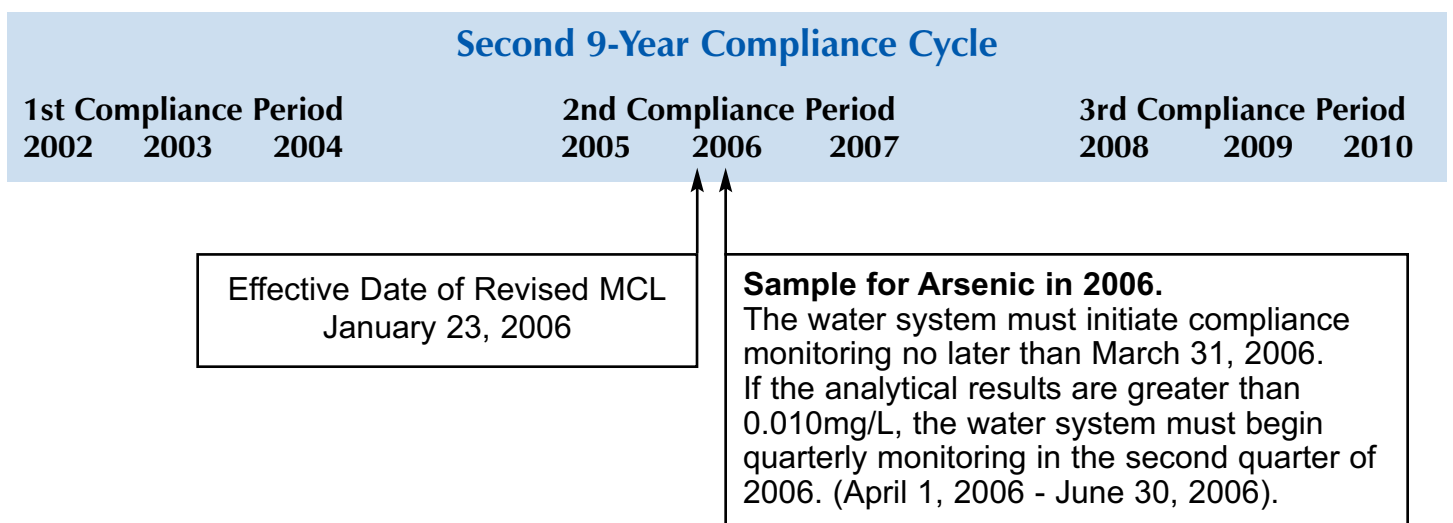 Second 9-Year Compliance Cycle
1st Compliance Period 2nd Compliance Period 3rd Compliance Period
2002 2003 2004 2005 2006 2007 2008 2009 2010
Effective Date of Revised MCL
January 23, 2006
Sample for Arsenic in 2006.
The water system must initiate compliance
monitoring no later than March 31, 2006.
If the analytical results are greater than
0.010mg/L, the water system must begin
quarterly monitoring in the second quarter of
2006. (April 1, 2006 - June 30, 2006).